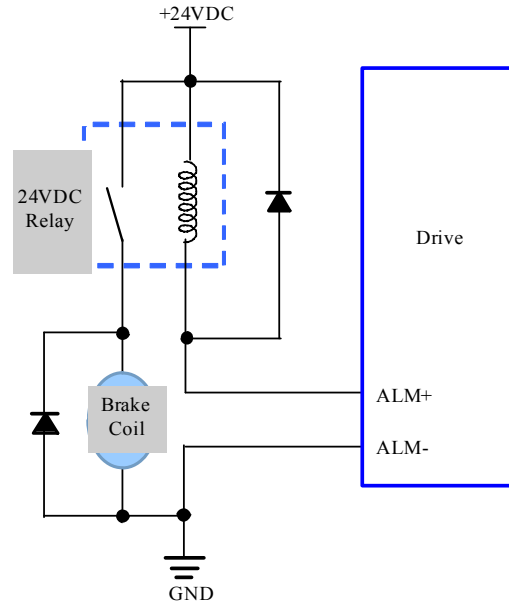 +24VDC
24VDC
Relay
Drive
Brake
Coil
ALM+
ALM-
GND